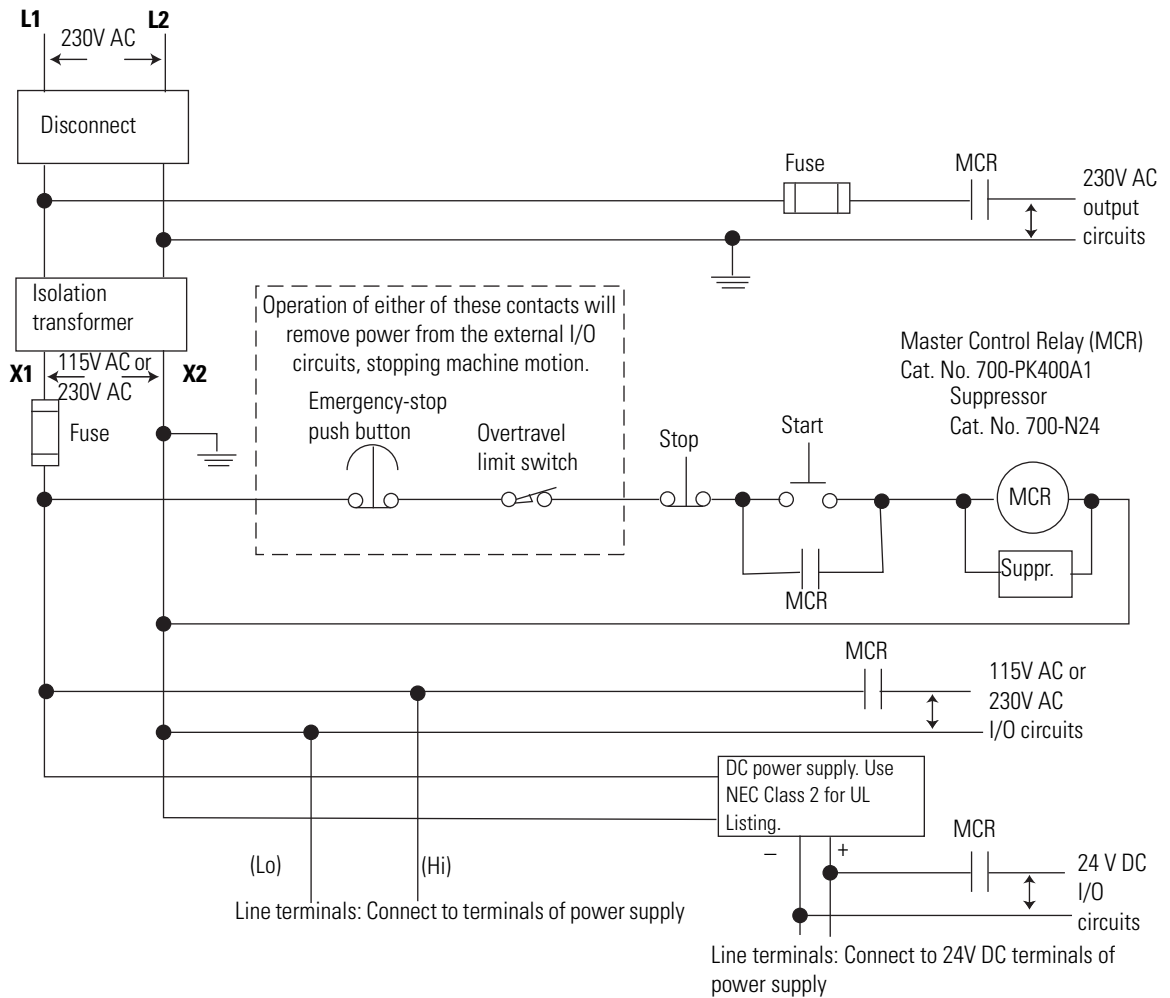 L1
L2
230V AC
Disconnect
Fuse
MCR
230V AC
output
circuits
Isolation
transformer
X1
115V AC or
230V AC
X2
Fuse
Operation of either of these contacts will
remove power from the external I/O
circuits, stopping machine motion.
Emergency-stop
push button
Overtravel
limit switch
Stop
Start
Master Control Relay (MCR)
Cat. No. 700-PK400A1
Suppressor
Cat. No. 700-N24
MCR
Suppr.
MCR
MCR
115V AC or
230V AC
I/O circuits
DC power supply. Use
NEC Class 2 for UL
Listing.
MCR
– +
24 V DC
I/O
circuits
(Lo)
(Hi)
Line terminals: Connect to terminals of power supply
Line terminals: Connect to 24V DC terminals of
power supply